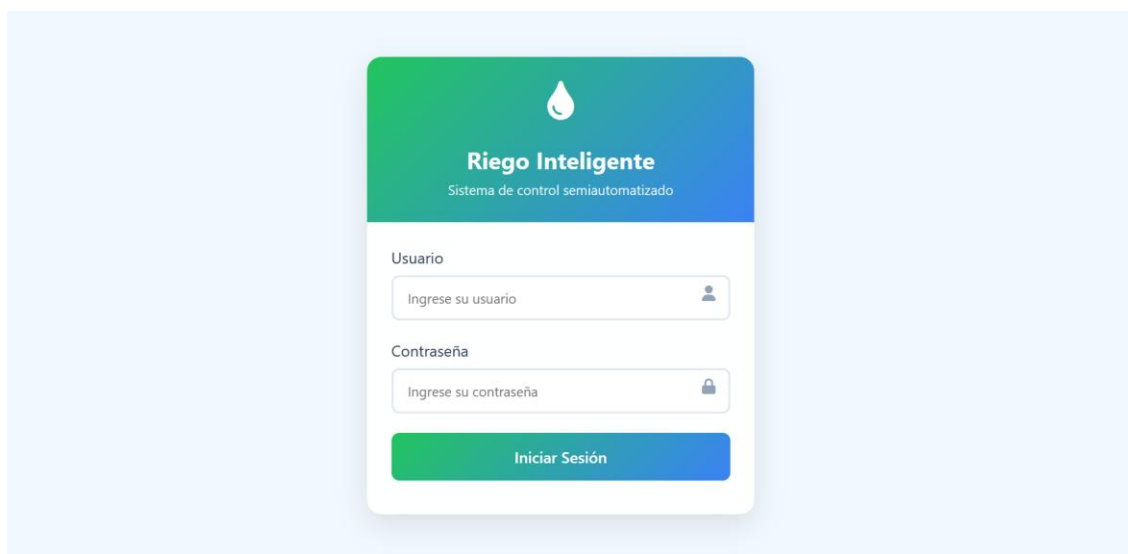 Riego Inteligente
Sistema de control semiautomatizado
Usuario
Ingrese su usuario
Contraseña
Ingrese su contraseña
Iniciar Sesión